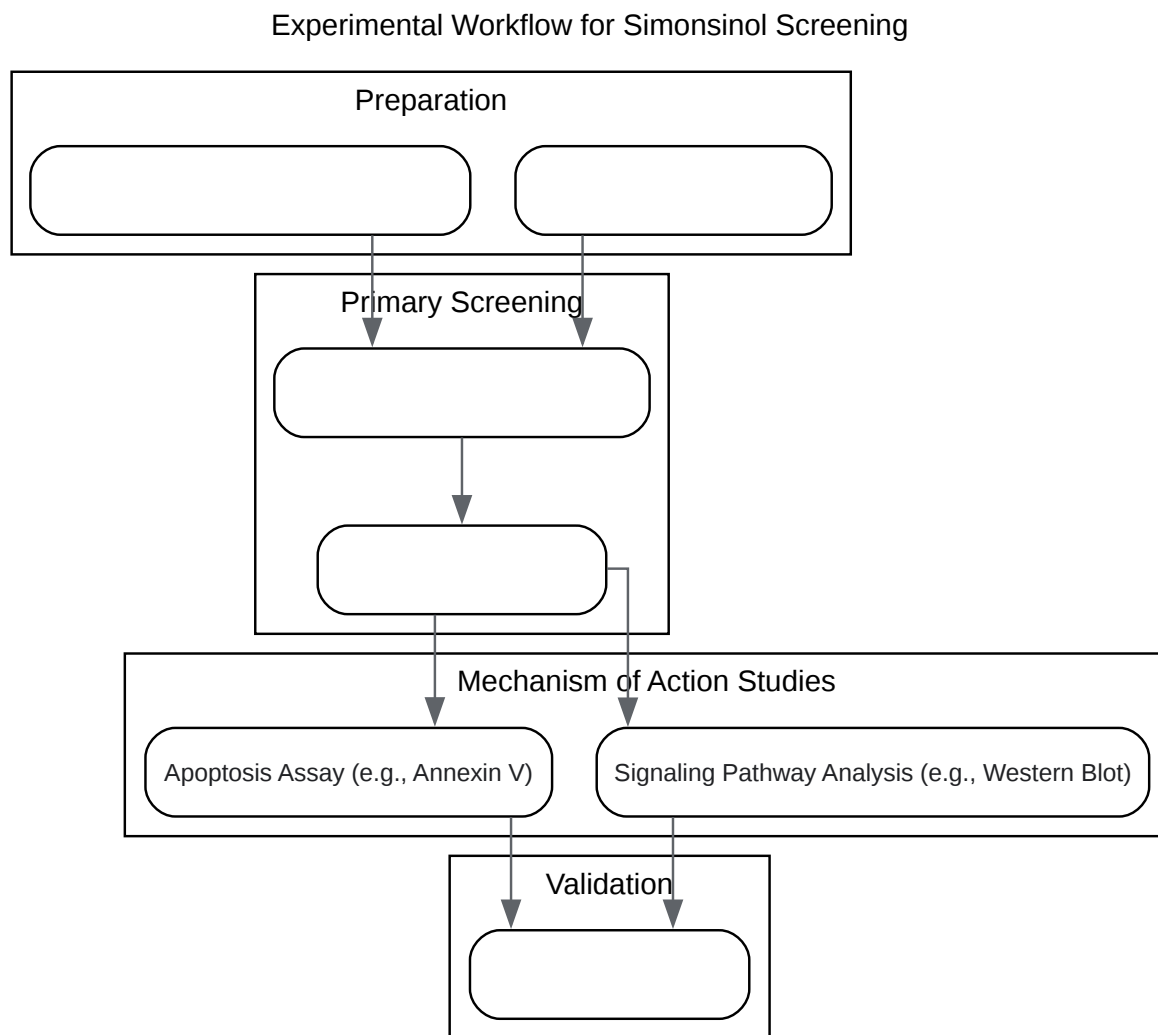 Experimental Workflow for Simonsinol Screening
Preparation
Primary Screening
Mechanism of Action Studies
Apoptosis Assay (e.g., Annexin V)
Signaling Pathway Analysis (e.g., Western Blot)
Validation